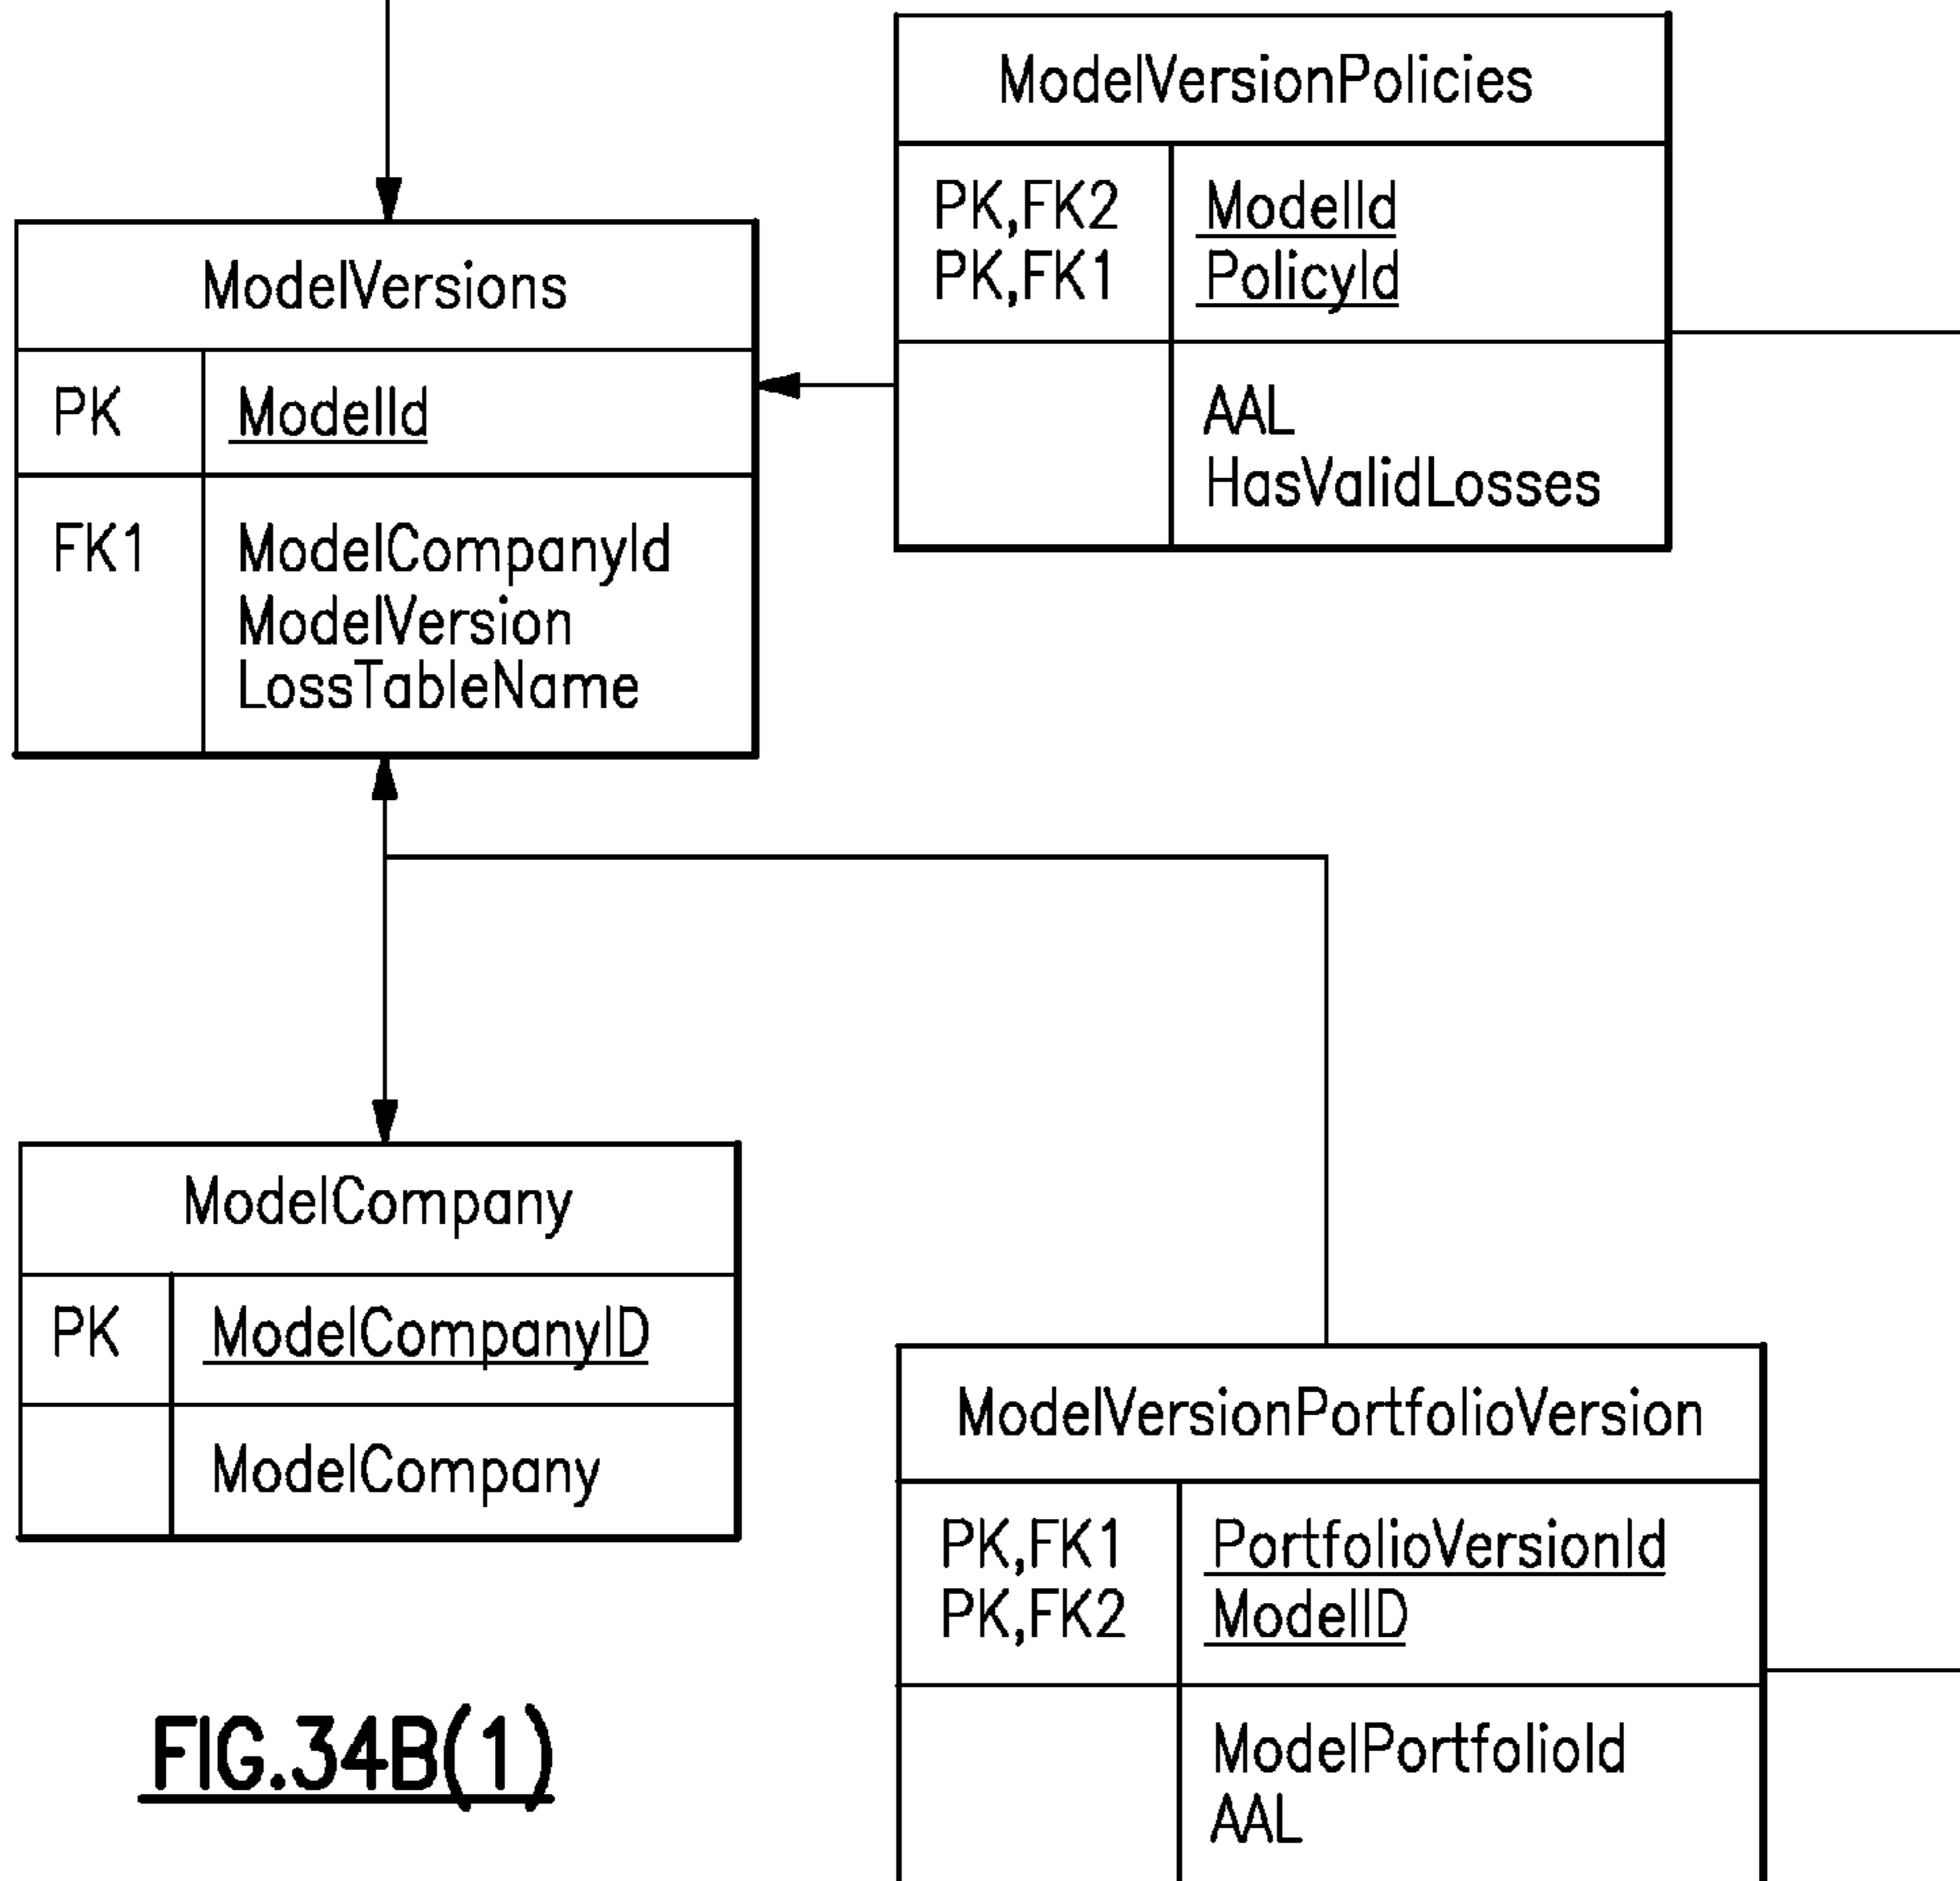 ModelVersionPolicies
PK,FK2 ModelId
PK,FK1 PolicyId
AAL
HasValidLosses
ModelVersions
PK ModelId
FK1 ModelCompanyId
ModelVersion
LossTableName
ModelCompany
PK ModelCompanyID
ModelCompany
ModelVersionPortfolioVersion
PK,FK1 PortfolioVersionId
PK,FK2 ModelID
ModelPortfolioId
AAL
FIG.34B(1)